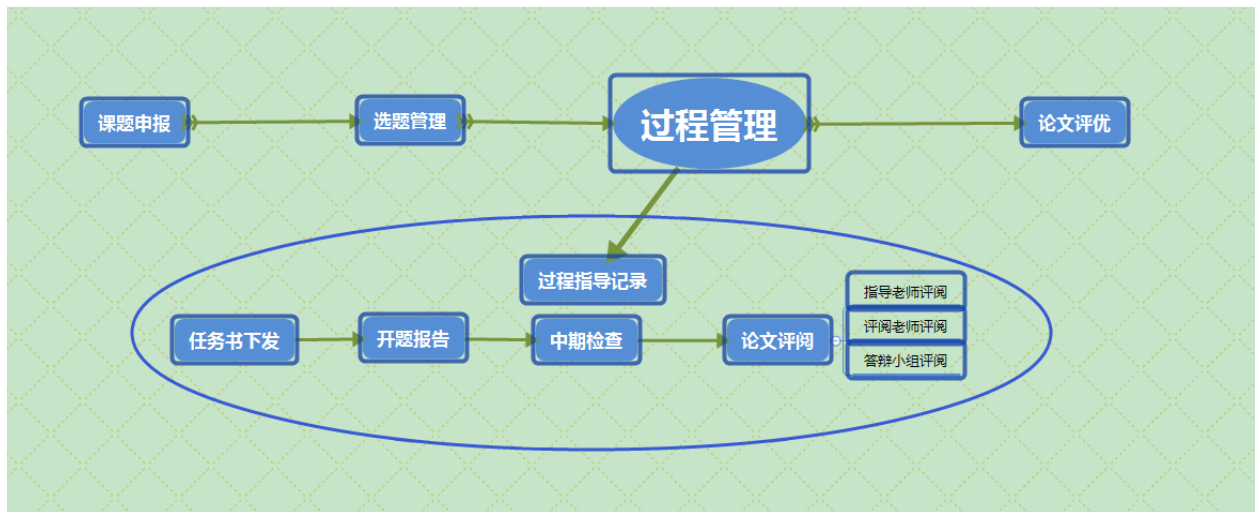 课题申报
选题管理
过程管理
论文评优
过程指导记录
任务书下发
开题报告
中期检查
论文评阅
指导老师评阅
评阅老师评阅
答辩小组评阅